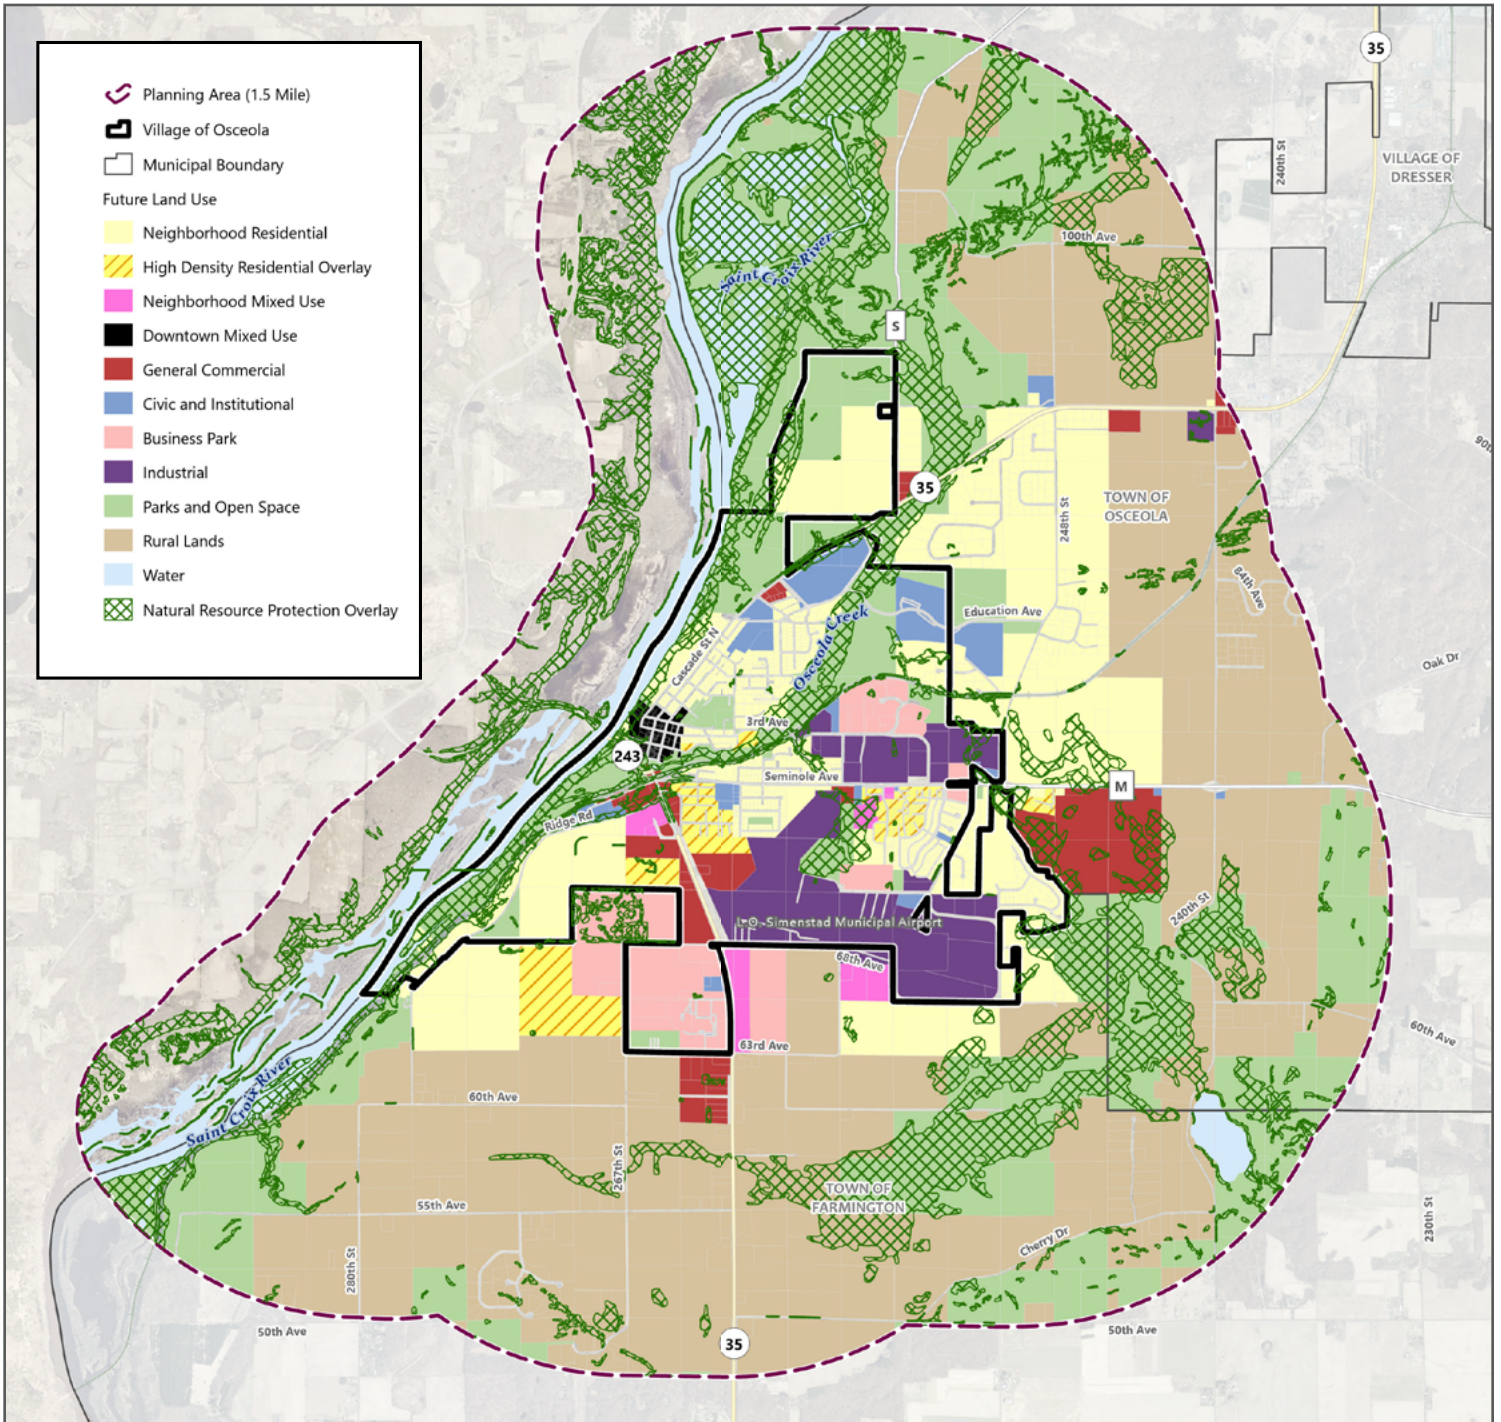 Planning Area (1.5 Mile)
Village of Osceola
Municipal Boundary
Future Land Use
Neighborhood Residential
High Density Residential Overlay
Neighborhood Mixed Use
Downtown Mixed Use
General Commercial
Civic and Institutional
Business Park
Industrial
Parks and Open Space
Rural Lands
Water
Natural Resource Protection Overlay
35
240th St
VILLAGE OF
DRESSER
100th Ave
Saint Croix River
S
35
TOWN OF
OSCEOLA
248th St
84th Ave
Education Ave
Osceola Creek
Cascade St N
Oak Dr
3rd Ave
243
Seminole Ave
M
Ridge Rd
240th St
L.O. Simenstad Municipal Airport
68th Ave
63rd Ave
60th Ave
60th Ave
Saint Croix River
267th St
TOWN OF
FARMINGTON
55th Ave
230th St
Cherry Dr
280th St
50th Ave
35
50th Ave